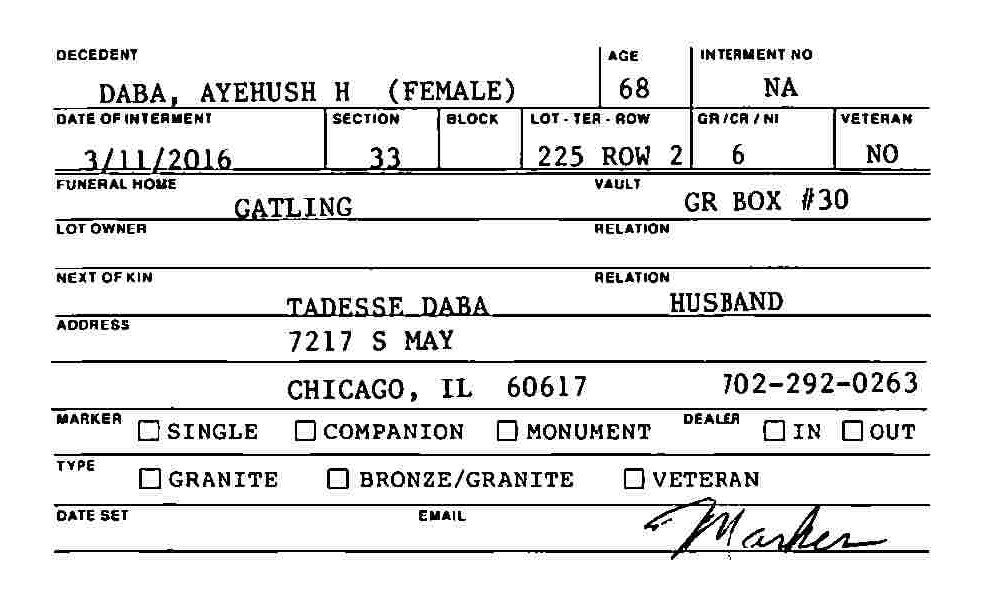 DECEDENT AGE INTERMENT NO
DABA, AYEHUSH H (FEMALE) 68 NA
DATE OF INTERMENT SECTION BLOCK LOT - TER - ROW GR / CR / NI VETERAN
3/11/2016 33 225 ROW 2 6 NO
FUNERAL HOME VAULT
GATLING GR BOX #30
LOT OWNER RELATION
NEXT OF KIN RELATION
TADESSE DABA HUSBAND
ADDRESS
7217 S MAY
CHICAGO, IL 60617 702-292-0263
MARKER ☐ SINGLE ☐ COMPANION ☐ MONUMENT DEALER ☐ IN ☐ OUT
TYPE ☐ GRANITE ☐ BRONZE/GRANITE ☐ VETERAN
DATE SET EMAIL Marker